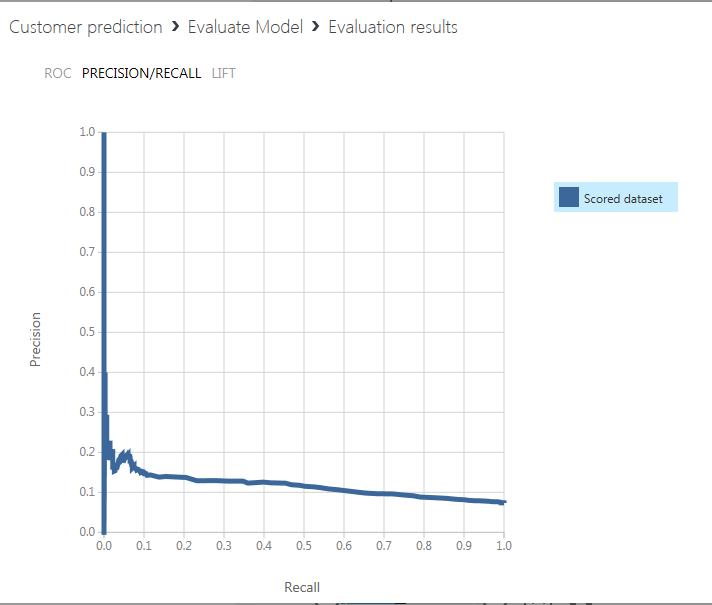 Customer prediction › Evaluate Model › Evaluation results
ROC PRECISION/RECALL LIFT
1.0
0.9
0.8
0.7
0.6
0.5
0.4
0.3
0.2
0.1
0.0
Precision
0.0 0.1 0.2 0.3 0.4 0.5 0.6 0.7 0.8 0.9 1.0
Recall
Scored dataset